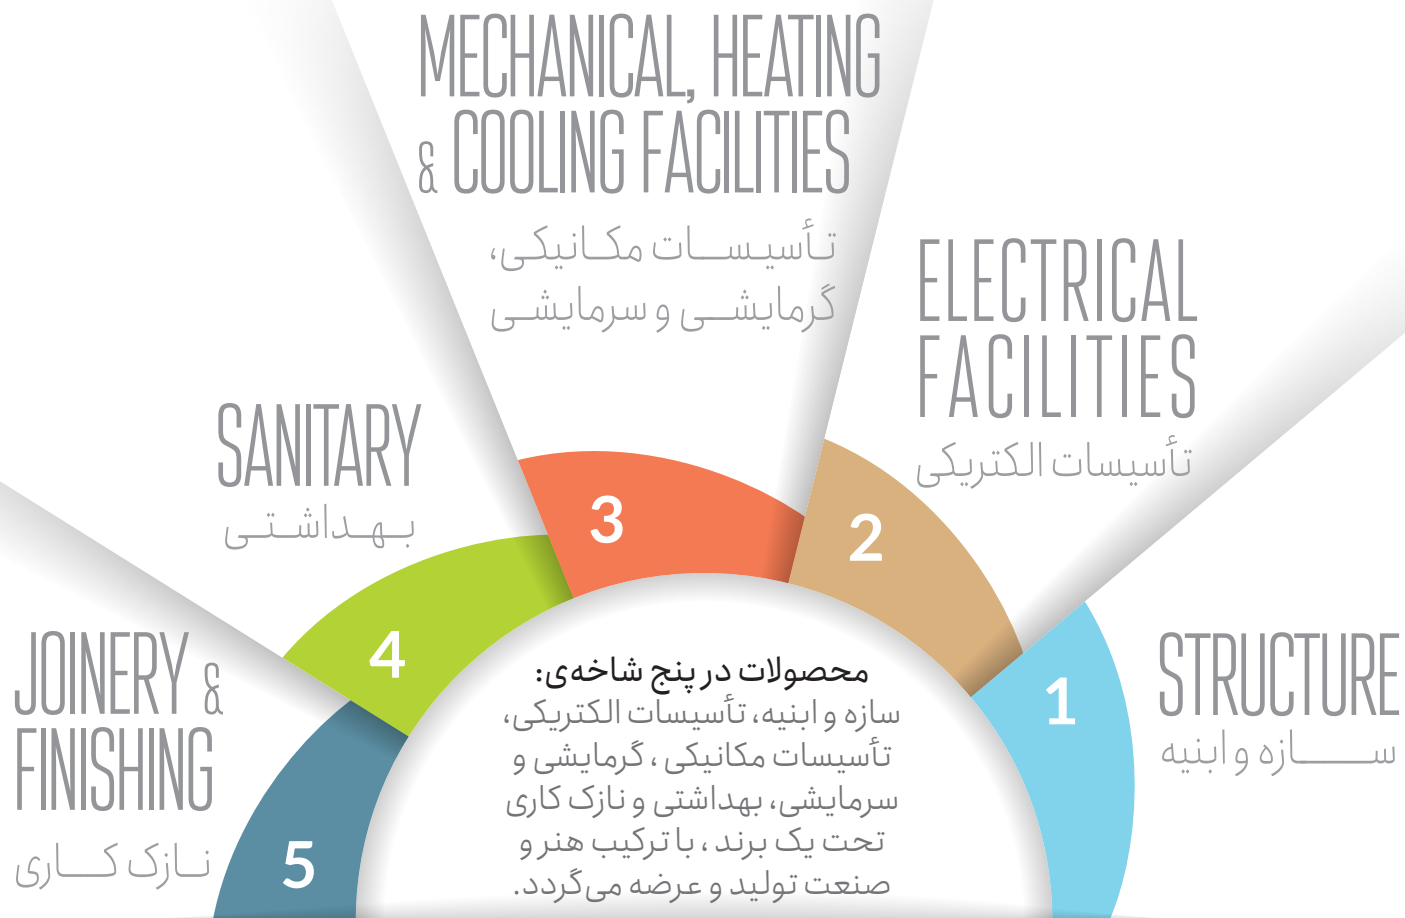 MECHANICAL, HEATING
& COOLING FACILITIES
تأسیسات مکانیکی،
گرمایشی و سرمایشی
ELECTRICAL
FACILITIES
تأسیسات الکتریکی
SANITARY
بهداشتی
JOINERY &
FINISHING
نازک کاری
STRUCTURE
سازه و ابنیه
3
2
4
1
5
محصولات در پنج شاخه‌ی:
سازه و ابنیه، تأسیسات الکتریکی،
تأسیسات مکانیکی ، گرمایشی و
سرمایشی، بهداشتی و نازک کاری
تحت یک برند ، با ترکیب هنر و
صنعت تولید و عرضه می‌گردد.